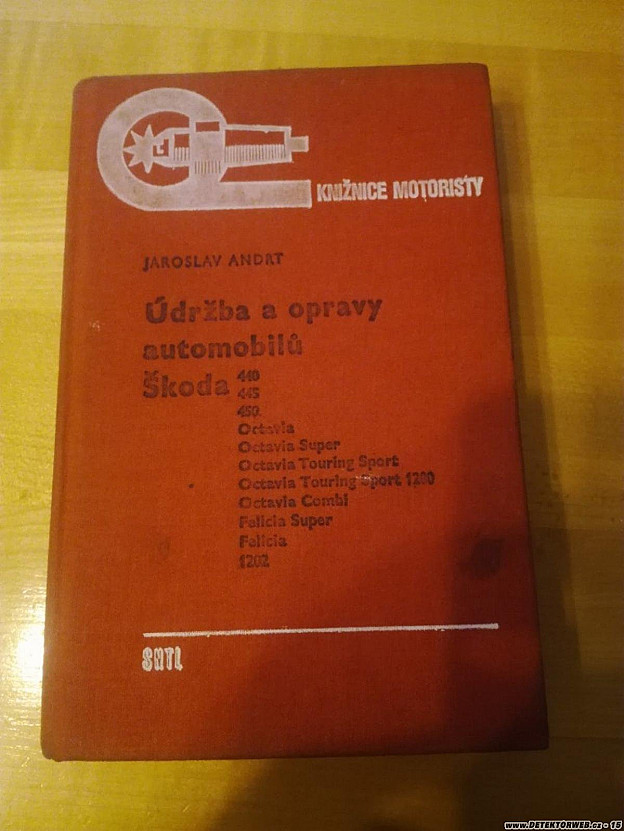 KNIŽNICE MOTORISTY
JAROSLAV ANDRT
Údržba a opravy
automobilů
Škoda 440
445
450
Octavia
Octavia Super
Octavia Touring Sport
Octavia Touring Sport 1200
Octavia Combi
Felicia Super
Felicia
1202
SNTL
www.DETEKTORWEB.cz - 15